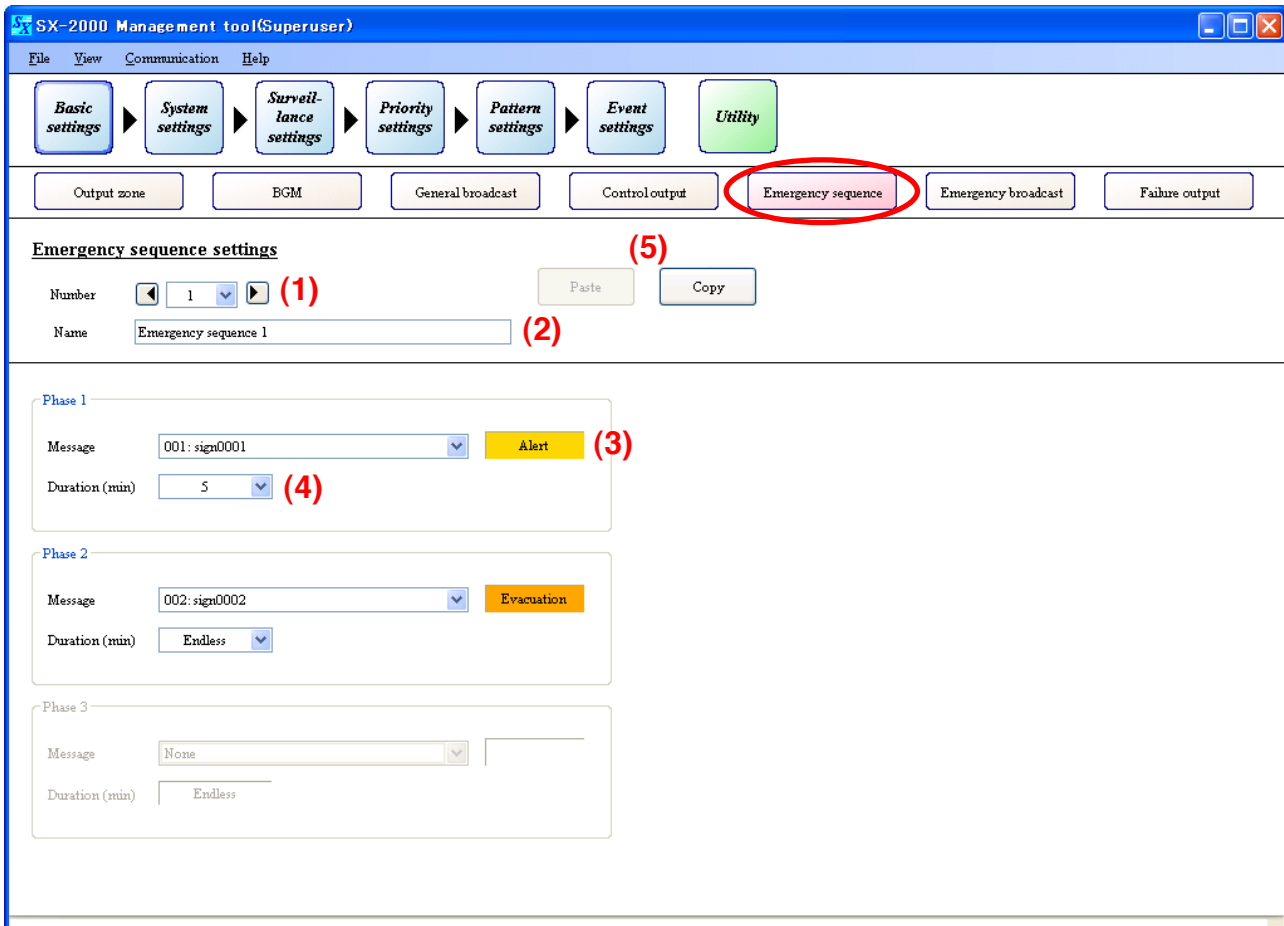 SX-2000 Management tool(Superuser)
File View Communication Help
Basic settings
System settings
Surveil-lance settings
Priority settings
Pattern settings
Event settings
Utility
Output zone
BGM
General broadcast
Control output
Emergency sequence
Emergency broadcast
Failure output
Emergency sequence settings
(5)
Number 1 (1)
Paste
Copy
Name Emergency sequence 1 (2)
Phase 1
Message 001: sign0001 Alert (3)
Duration (min) 5 (4)
Phase 2
Message 002: sign0002 Evacuation
Duration (min) Endless
Phase 3
Message None
Duration (min) Endless